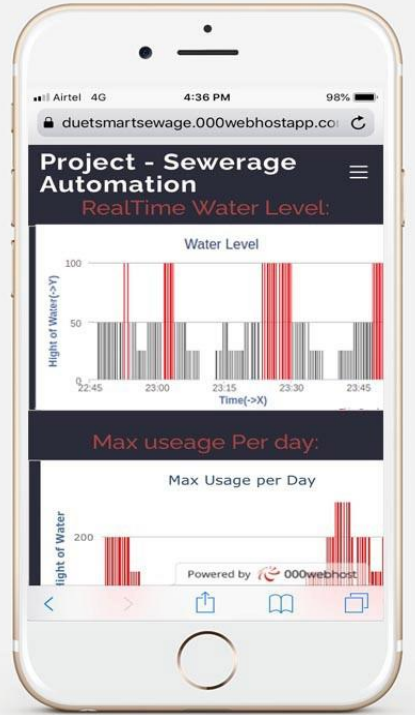 Airtel 4G 4:36 PM 98%
duetsmartsewage.000webhostapp.co
Project - Sewerage
Automation
RealTime Water Level:
Water Level
100
50
0
Hight of Water(->Y)
22:45 23:00 23:15 23:30 23:45
Time(->X)
Max useage Per day:
Max Usage per Day
200
Hight of Water
Powered by 000webhost